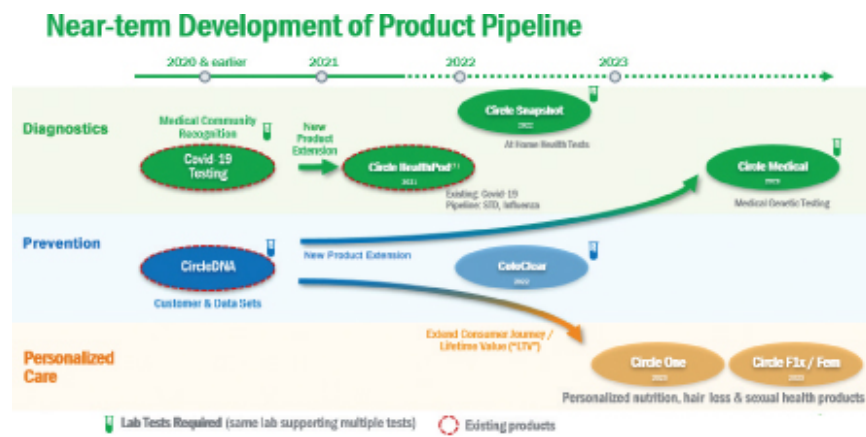 Near-term Development of Product Pipeline
2020 & earlier
2021
2022
2023
Diagnostics
Medical Community
Recognition
Covid-19
Testing
New
Product
Extension
Circle HealthPod(1)
2021
Existing: Covid-19
Pipeline: STD, Influenza
Circle Snapshot
2022
At Home Health Tests
Circle Medical
2023
Medical Genetic Testing
Prevention
CircleDNA
Customer & Data Sets
New Product Extension
ColoClear
2022
Personalized
Care
Extend Consumer Journey /
Lifetime Value ("LTV")
Circle One
2023
Circle F1x / Fem
2023
Personalized nutrition, hair loss & sexual health products
Lab Tests Required (same lab supporting multiple tests)
Existing products